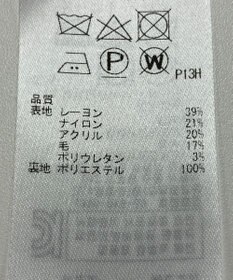 P
W
P13H
品質
表地 レーヨン 39%
ナイロン 21%
アクリル 20%
毛 17%
ポリウレタン 3%
裏地 ポリエステル 100%